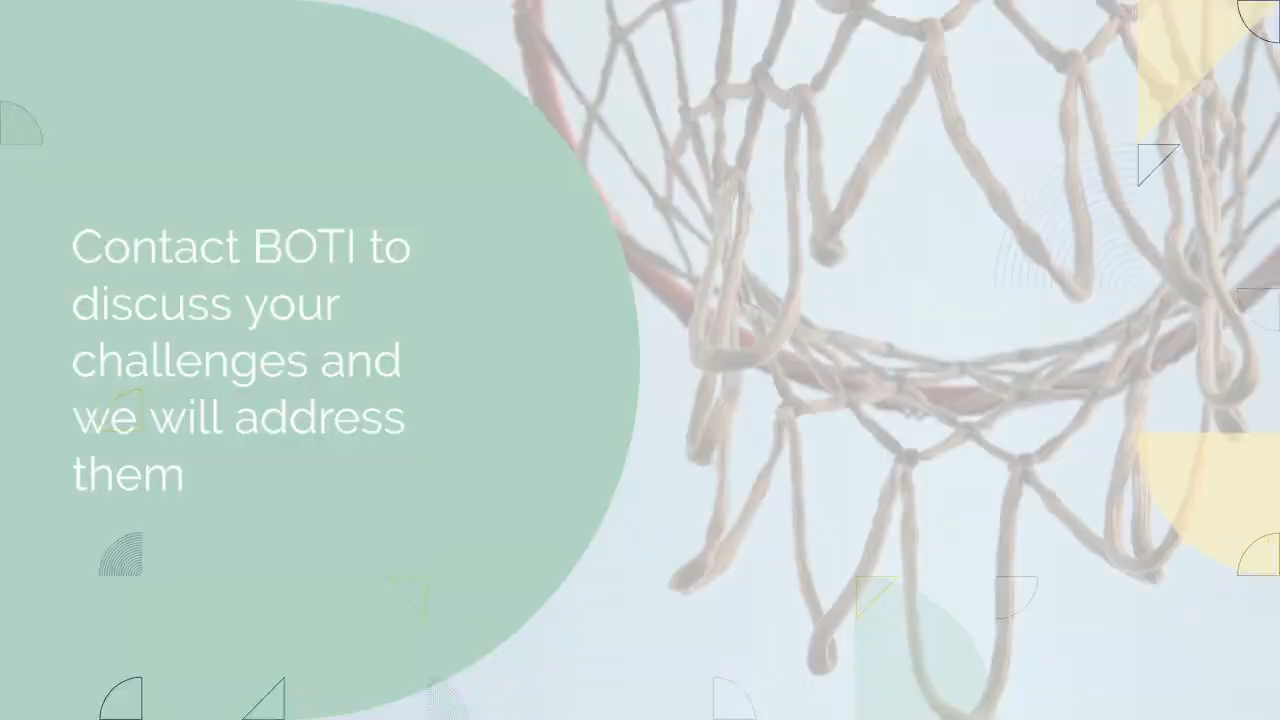 Contact BOTI to
discuss your
challenges and
we will address
them